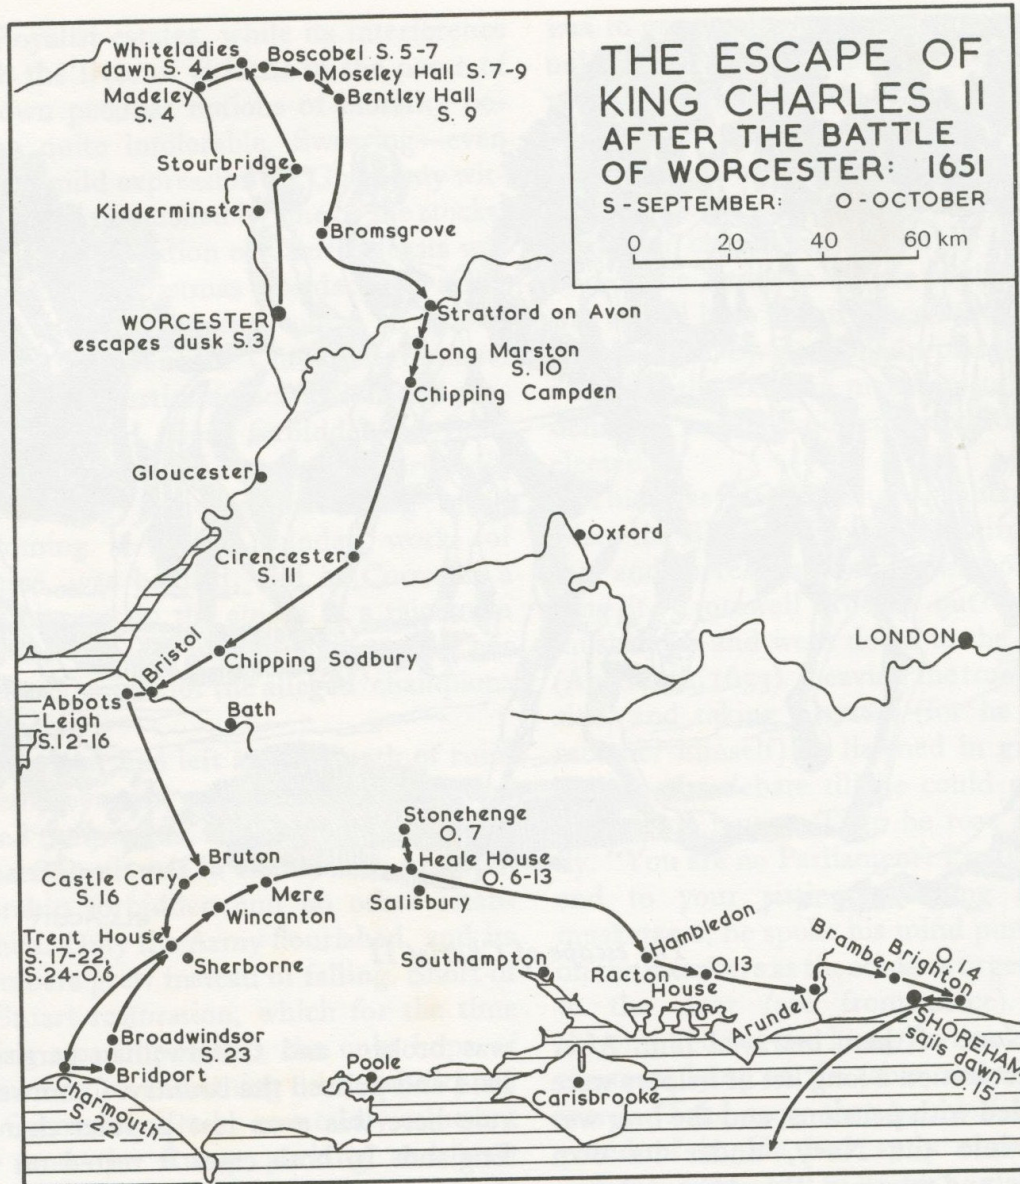 THE ESCAPE OF
KING CHARLES II
AFTER THE BATTLE
OF WORCESTER: 1651
S - SEPTEMBER: O - OCTOBER
0 20 40 60 km
Whiteladies
dawn S. 4
Boscobel S. 5-7
Madeley
S. 4
Moseley Hall S. 7-9
Bentley Hall
S. 9
Stourbridge
Kidderminster
Bromsgrove
WORCESTER
escapes dusk S.3
Stratford on Avon
Long Marston
S. 10
Chipping Campden
Gloucester
Cirencester
S. 11
Oxford
LONDON
Chipping Sodbury
Bristol
Abbots
Leigh
S.12-16
Bath
Stonehenge
O. 7
Bruton
Heale House
O. 6-13
Castle Cary
S. 16
Mere
Salisbury
Wincanton
Trent House
S. 17-22,
S.24-O.6
Sherborne
Southampton
Hambledon
Racton
House
O.13
Arundel
Bramber
Brighton
O. 14
SHOREHAM
sails dawn
O. 15
Broadwindsor
S. 23
Bridport
Charmouth
S. 22
Poole
Carisbrooke